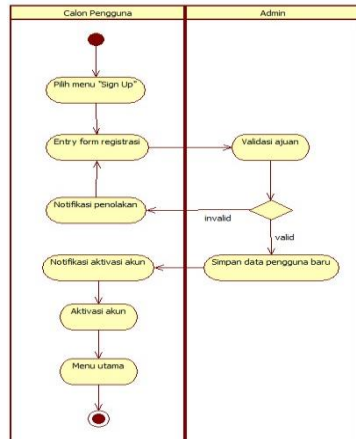 Calon Pengguna
Admin
Pilih menu "Sign Up"
Entry form registrasi
Validasi ajuan
Notifikasi penolakan
invalid
valid
Notifikasi aktivasi akun
Simpan data pengguna baru
Aktivasi akun
Menu utama